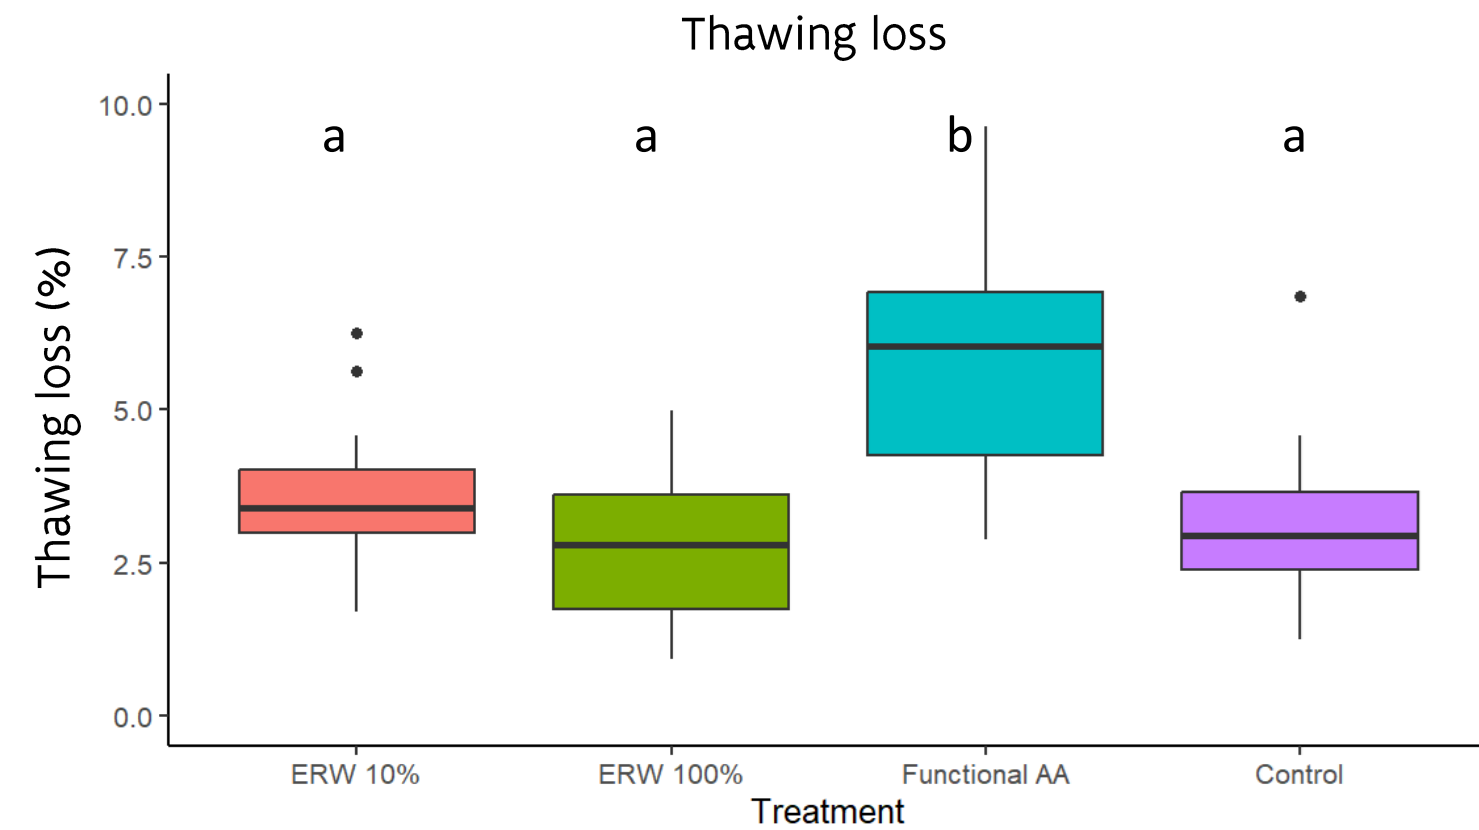 Thawing loss
Thawing loss (%)
10.0
7.5
5.0
2.5
0.0
a a b a
ERW 10% ERW 100% Functional AA Control
Treatment